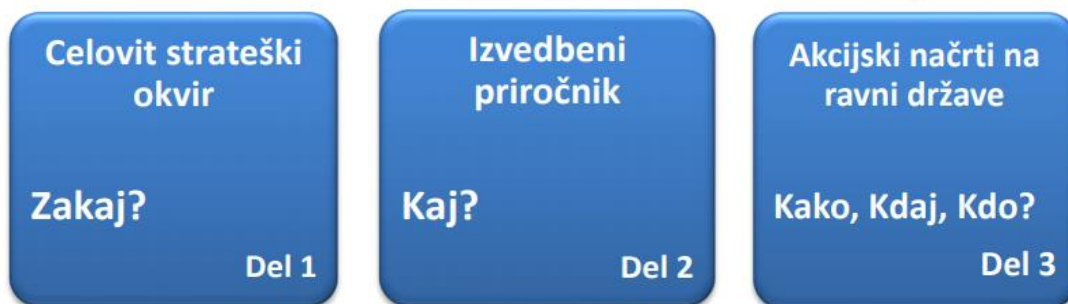 Celovit strateški
okvir
Zakaj?
Del 1
Izvedbeni
priročnik
Kaj?
Del 2
Akcijski načrti na
ravni države
Kako, Kdaj, Kdo?
Del 3